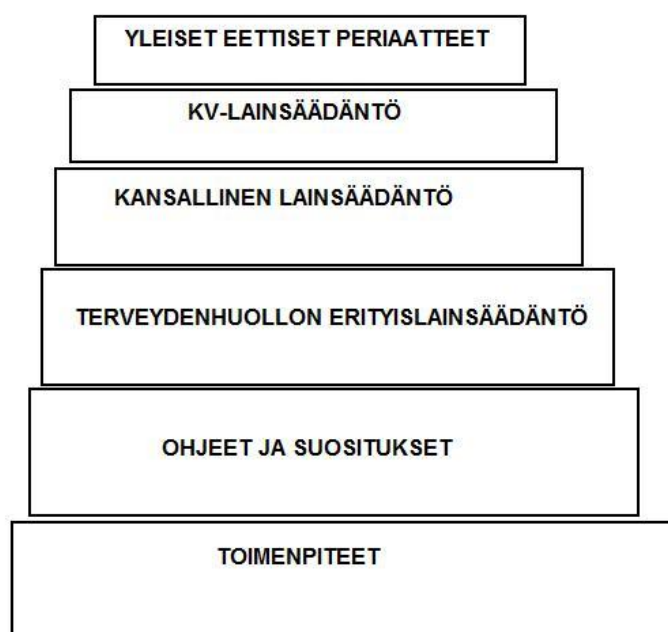 YLEISET EETTISET PERIAATTEET
KV-LAINSÄÄDÄNTÖ
KANSALLINEN LAINSÄÄDÄNTÖ
TERVEYDENHUOLLON ERITYISLAINSÄÄDÄNTÖ
OHJEET JA SUOSITUKSET
TOIMENPITEET